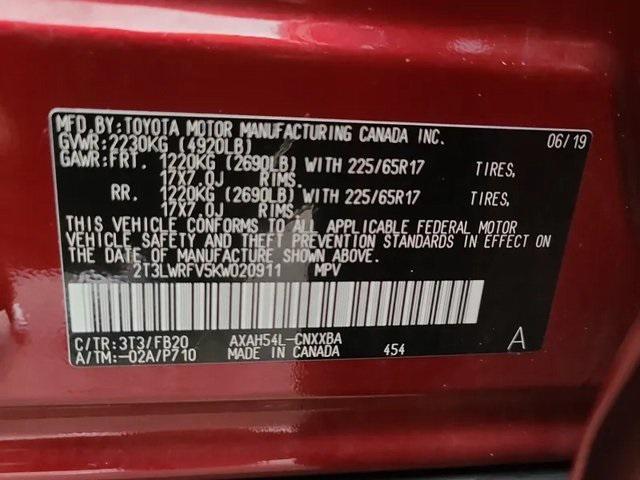 MFD.BY:TOYOTA MOTOR MANUFACTURING CANADA INC. 06/19
GVWR:2230KG (4920LB)
GAWR:FRT. 1220KG (2690LB) WITH 225/65R17 TIRES,
17X7.0J RIMS.
RR. 1220KG (2690LB) WITH 225/65R17 TIRES,
17X7.0J RIMS.
THIS VEHICLE CONFORMS TO ALL APPLICABLE FEDERAL MOTOR
VEHICLE SAFETY AND THEFT PREVENTION STANDARDS IN EFFECT ON
THE DATE OF MANUFACTURE SHOWN ABOVE.
2T3LWRFV5KW020911 MPV
C/TR:3T3/FB20 AXAH54L-CNXXBA A
A/TM:-02A/P710 MADE IN CANADA 454